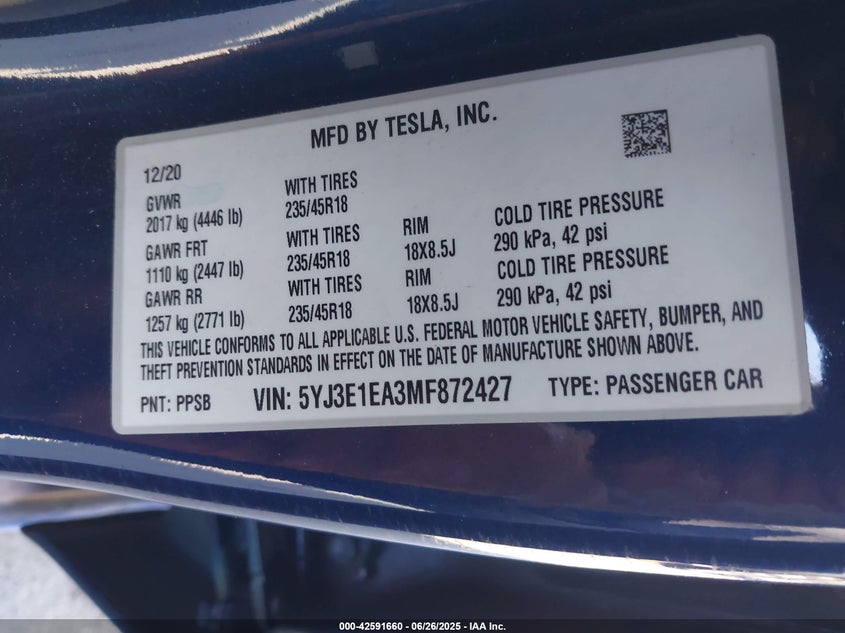 MFD BY TESLA, INC.
12/20
GVWR WITH TIRES
2017 kg (4446 lb) 235/45R18
GAWR FRT WITH TIRES RIM COLD TIRE PRESSURE
1110 kg (2447 lb) 235/45R18 18X8.5J 290 kPa, 42 psi
GAWR RR WITH TIRES RIM COLD TIRE PRESSURE
1257 kg (2771 lb) 235/45R18 18X8.5J 290 kPa, 42 psi
THIS VEHICLE CONFORMS TO ALL APPLICABLE U.S. FEDERAL MOTOR VEHICLE SAFETY, BUMPER, AND
THEFT PREVENTION STANDARDS IN EFFECT ON THE DATE OF MANUFACTURE SHOWN ABOVE.
PNT: PPSB VIN: 5YJ3E1EA3MF872427 TYPE: PASSENGER CAR
000-42591660 / 06/26/2025 - IAA Inc.